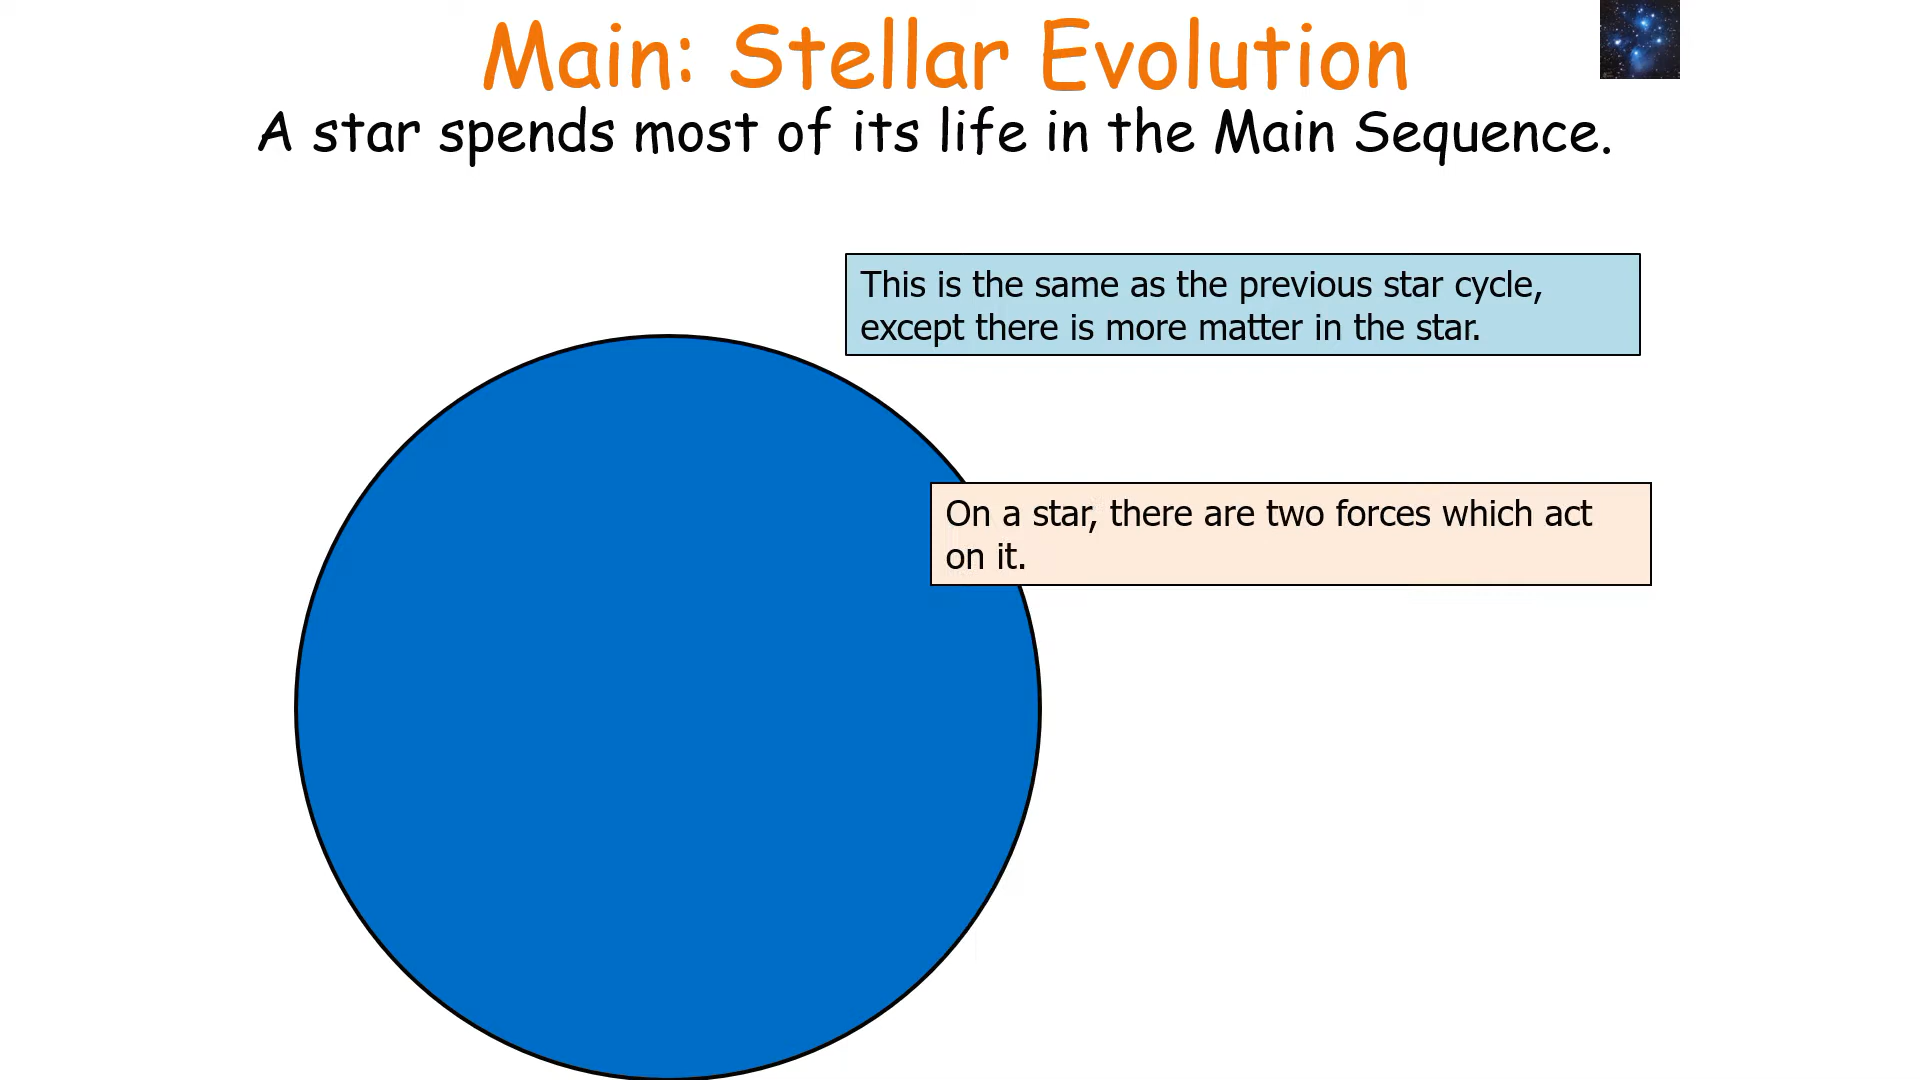 Main: Stellar Evolution
A star spends most of its life in the Main Sequence.
This is the same as the previous star cycle,
except there is more matter in the star.
On a star, there are two forces which act
on it.